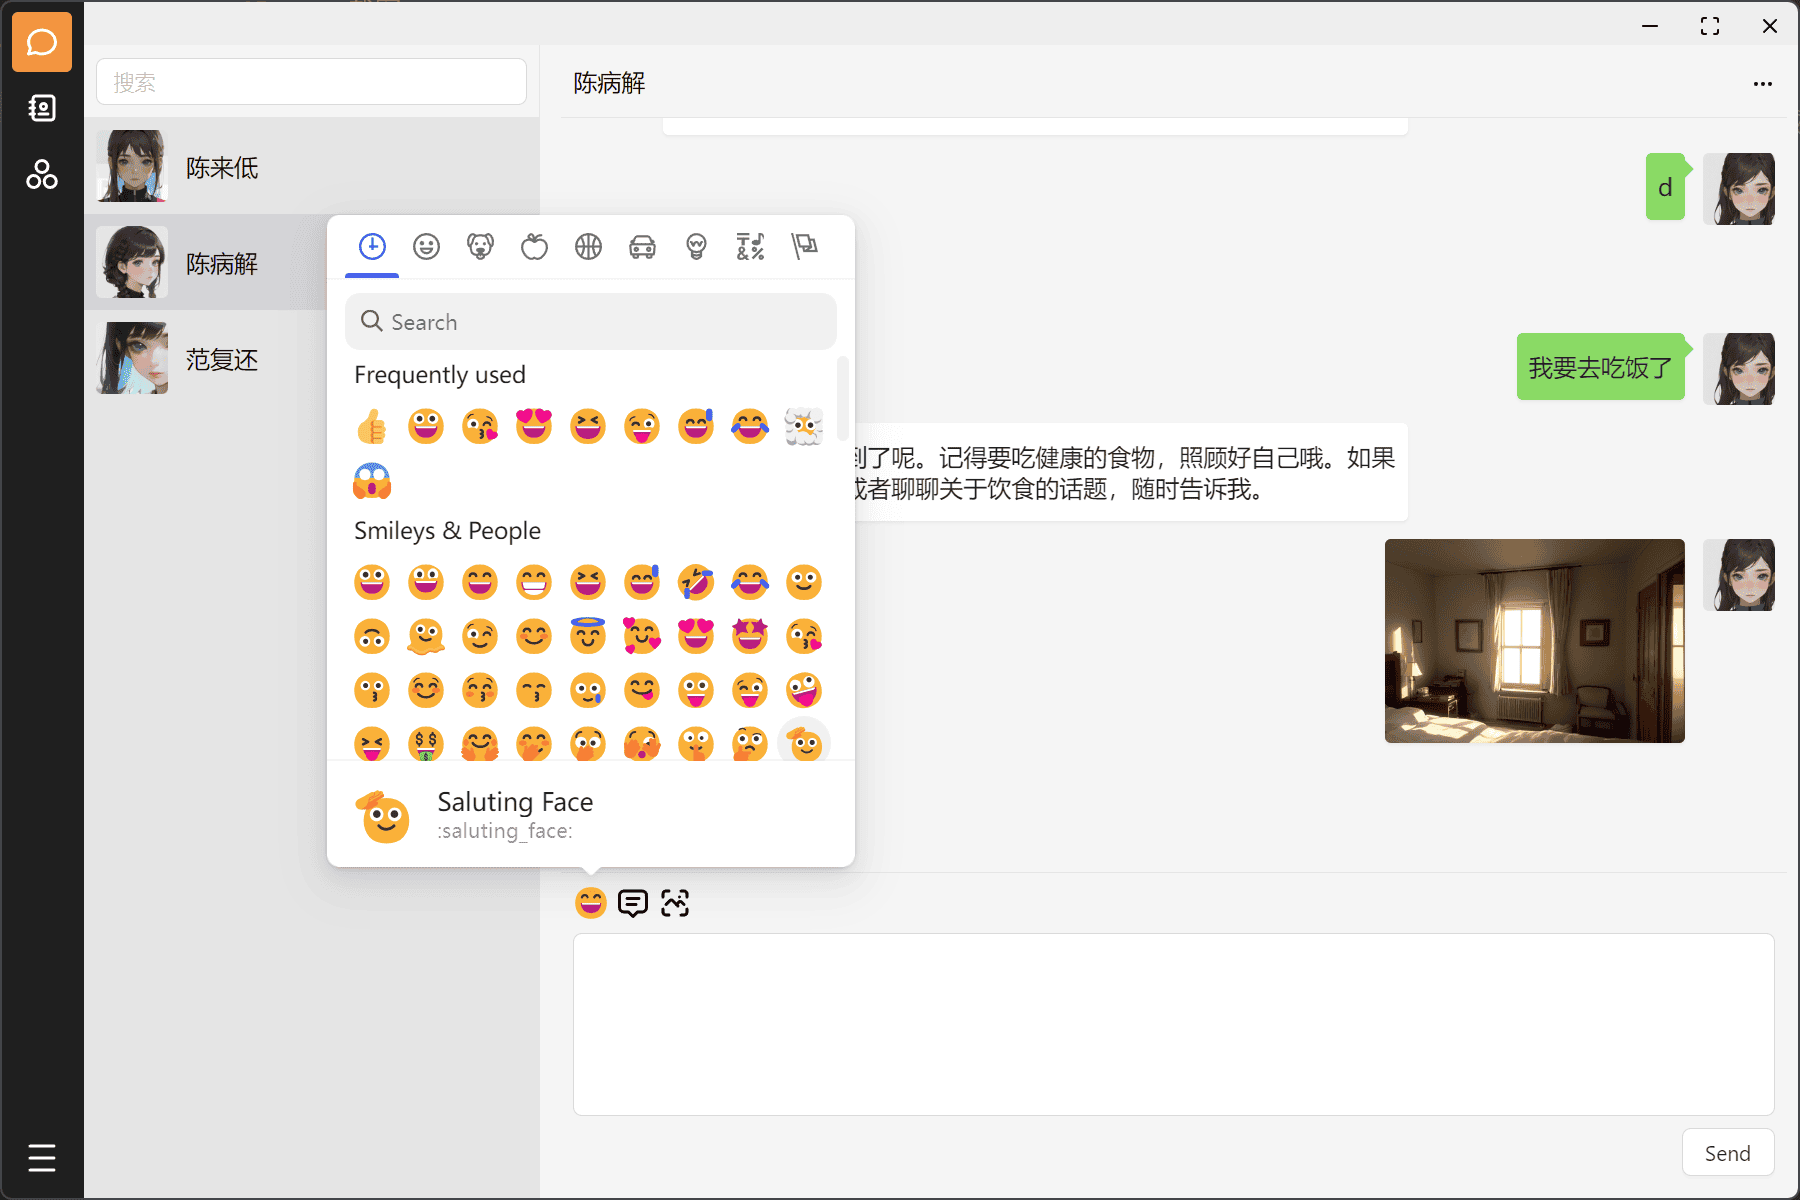 搜索
陈来低
陈病解
范复还
陈病解
d
我要去吃饭了
了呢。记得要吃健康的食物，照顾好自己哦。如果
者聊聊关于饮食的话题，随时告诉我。
Search
Frequently used
Smileys & People
Saluting Face
:saluting_face:
Send